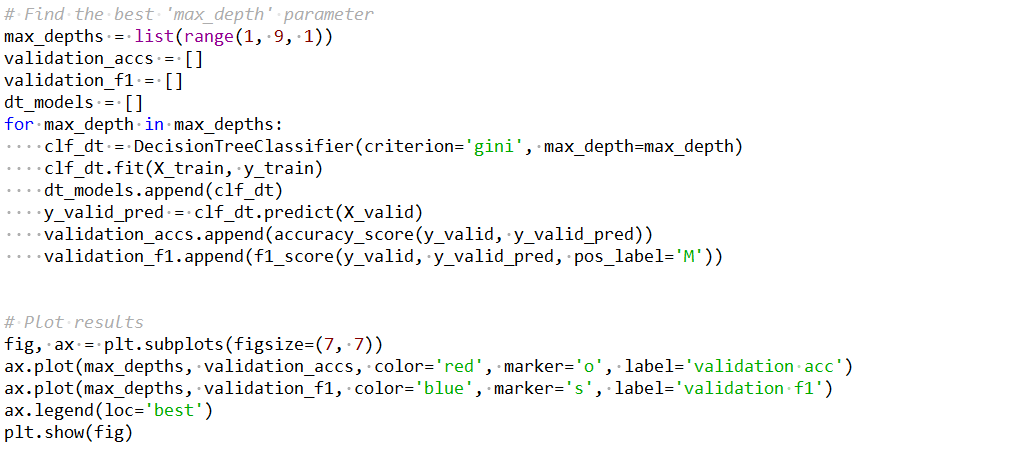 # Find the best 'max_depth' parameter
max_depths = list(range(1, 9, 1))
validation_accs = []
validation_f1 = []
dt_models = []
for max_depth in max_depths:
    clf_dt = DecisionTreeClassifier(criterion='gini', max_depth=max_depth)
    clf_dt.fit(X_train, y_train)
    dt_models.append(clf_dt)
    y_valid_pred = clf_dt.predict(X_valid)
    validation_accs.append(accuracy_score(y_valid, y_valid_pred))
    validation_f1.append(f1_score(y_valid, y_valid_pred, pos_label='M'))
# Plot results
fig, ax = plt.subplots(figsize=(7, 7))
ax.plot(max_depths, validation_accs, color='red', marker='o', label='validation acc')
ax.plot(max_depths, validation_f1, color='blue', marker='s', label='validation f1')
ax.legend(loc='best')
plt.show(fig)